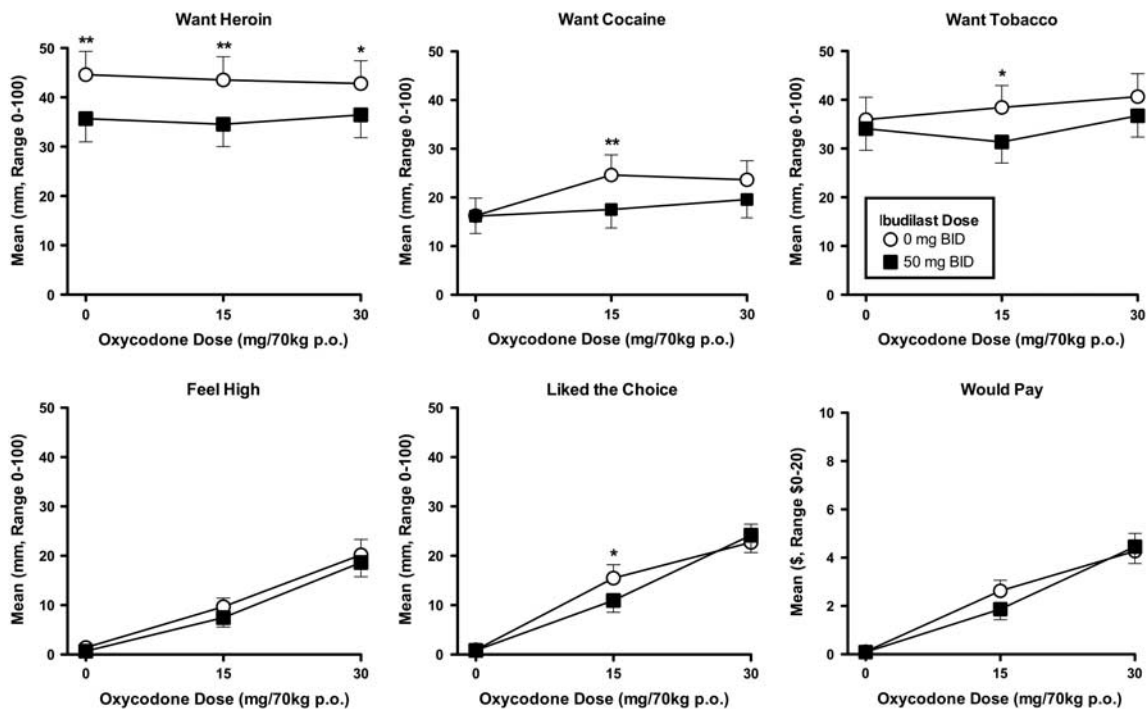 Want Heroin
Mean (mm, Range 0-100)
50
40
30
20
10
0
** ** *
0 15 30
Oxycodone Dose (mg/70kg p.o.)
Want Cocaine
Mean (mm, Range 0-100)
50
40
30
20
10
0
**
0 15 30
Oxycodone Dose (mg/70kg p.o.)
Want Tobacco
Mean (mm, Range 0-100)
50
40
30
20
10
0
*
Ibudilast Dose
0 mg BID
50 mg BID
0 15 30
Oxycodone Dose (mg/70kg p.o.)
Feel High
Mean (mm, Range 0-100)
50
40
30
20
10
0
0 15 30
Oxycodone Dose (mg/70kg p.o.)
Liked the Choice
Mean (mm, Range 0-100)
50
40
30
20
10
0
*
0 15 30
Oxycodone Dose (mg/70kg p.o.)
Would Pay
Mean ($, Range $0-20)
10
8
6
4
2
0
0 15 30
Oxycodone Dose (mg/70kg p.o.)